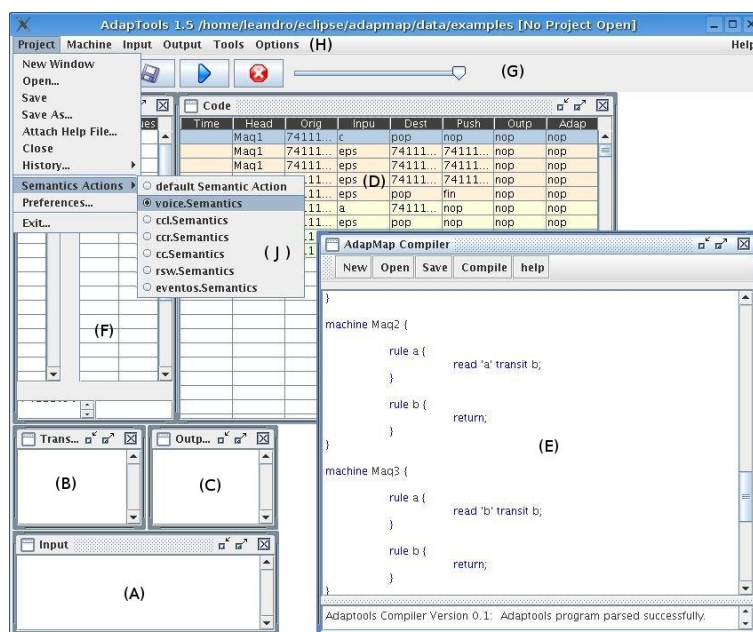 AdapTools 1.5 /home/leandro/eclipse/adapmap/data/examples [No Project Open]
Project Machine Input Output Tools Options (H) Help
New Window
Open...
Save
Save As...
Attach Help File...
Close
History...
Semantics Actions
Preferences...
Exit...
(G)
default Semantic Action
voice.Semantics
ccl.Semantics
ccr.Semantics
cc.Semantics
rsw.Semantics
eventos.Semantics
(J)
Code
Time Head Orig Inpu Dest Push Outp Adap
Maq1 74111... c pop nop nop nop
Maq1 74111... eps 74111... 74111... nop nop
Maq1 74111... eps 74111... 74111... nop nop
eps 74111... 74111... nop nop
eps pop fin nop nop
a 74111... nop nop nop
eps pop nop nop nop
(D)
(F)
AdapMap Compiler
New Open Save Compile help
}
machine Maq2 {
rule a {
read 'a' transit b;
}
rule b {
return;
}
}
machine Maq3 {
rule a {
read 'b' transit b;
}
rule b {
return;
}
}
(E)
Adaptools Compiler Version 0.1: Adaptools program parsed successfully.
Trans...
(B)
Outp...
(C)
Input
(A)